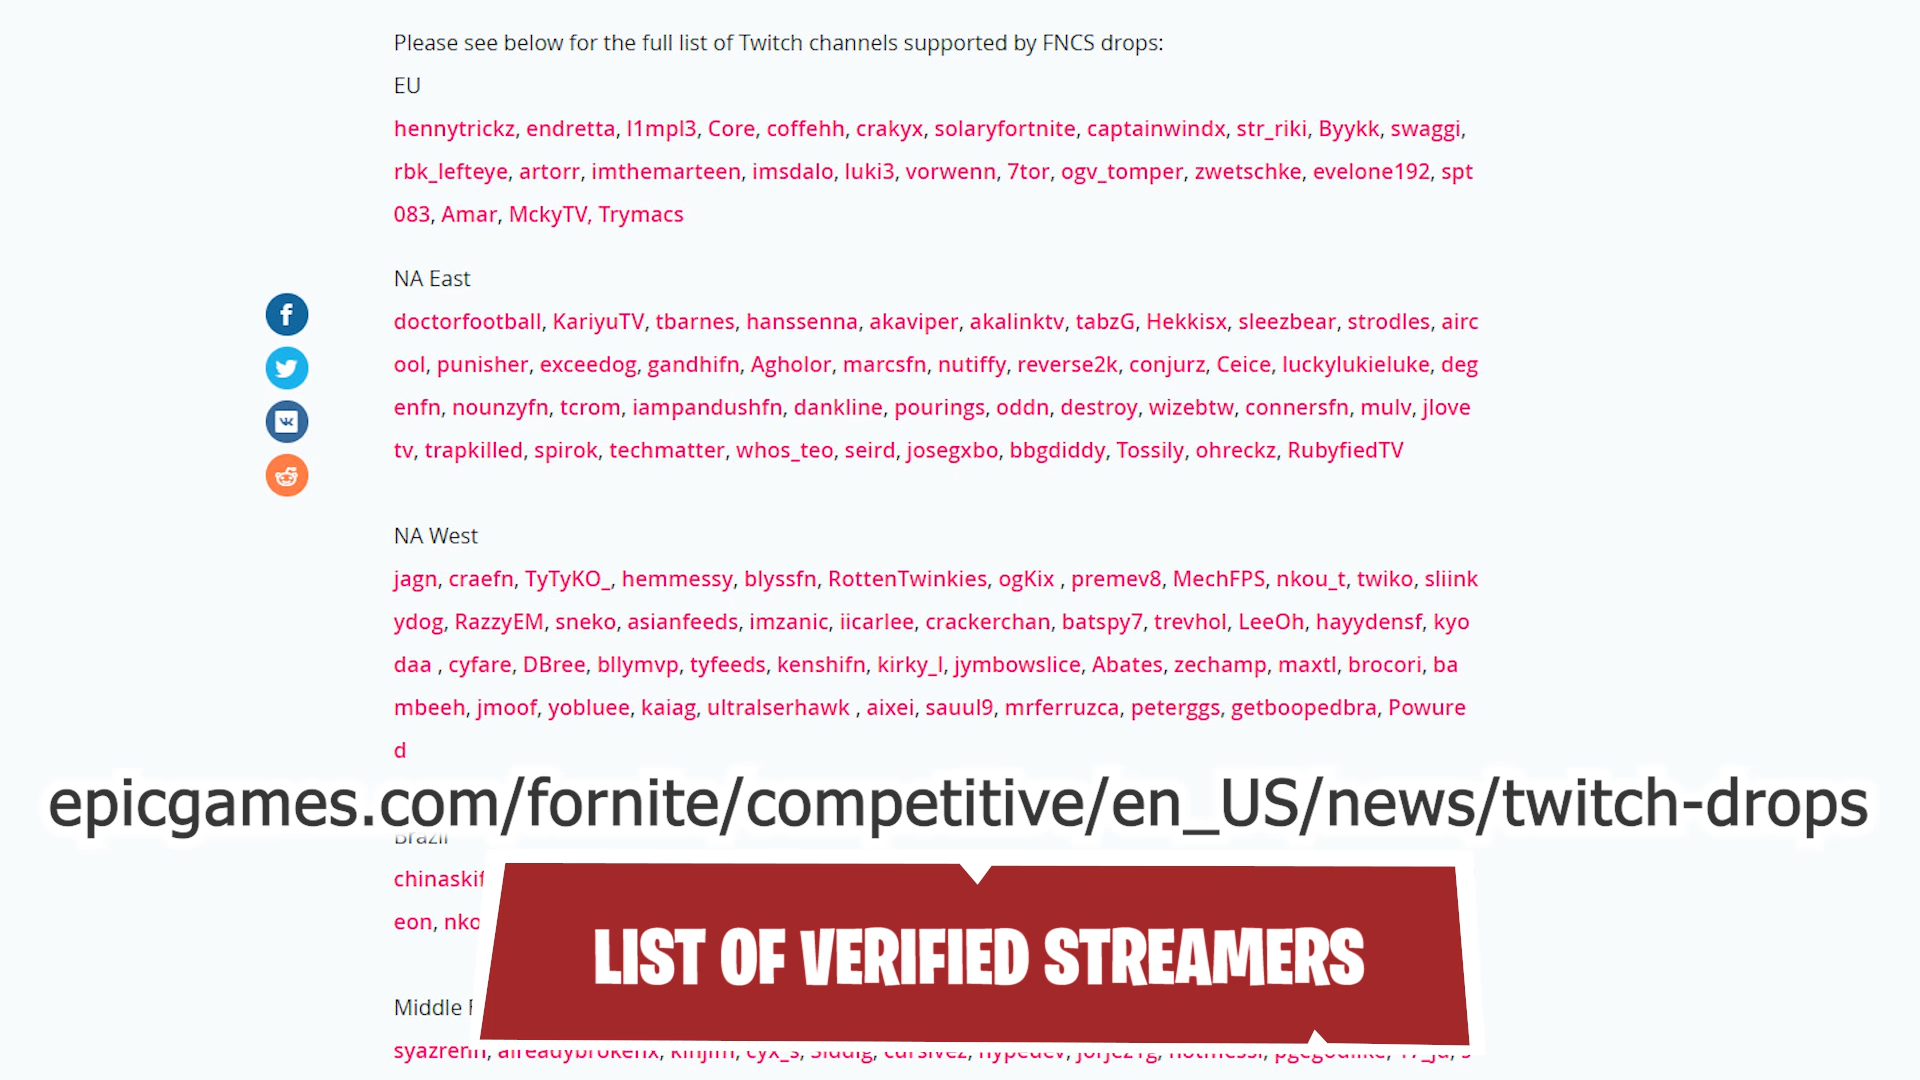 Please see below for the full list of Twitch channels supported by FNCS drops:
EU
hennytrickz, endretta, l1mpl3, Core, coffehh, crakyx, solaryfortnite, captainwindx, str_riki, Byykk, swaggi,
rbk_lefteye, artorr, imthemarteen, imsdalo, luki3, vorwenn, 7tor, ogv_tomper, zwetschke, evelone192, spt
083, Amar, MckyTV, Trymacs
NA East
doctorfootball, KariyuTV, tbarnes, hanssenna, akaviper, akalinktv, tabzG, Hekkisx, sleezbear, strodles, airc
ool, punisher, exceedog, gandhifn, Agholor, marcsfn, nutiffy, reverse2k, conjurz, Ceice, luckylukieluke, deg
enfn, nounzyfn, tcrom, iampandushfn, dankline, pourings, oddn, destroy, wizebtw, connersfn, mulv, jlove
tv, trapkilled, spirok, techmatter, whos_teo, seird, josegxbo, bbgdiddy, Tossily, ohreckz, RubyfiedTV
NA West
jagn, craefn, TyTyKO_, hemmessy, blyssfn, RottenTwinkies, ogKix , premev8, MechFPS, nkou_t, twiko, sliink
ydog, RazzyEM, sneko, asianfeeds, imzanic, iicarlee, crackerchan, batspy7, trevhol, LeeOh, hayydensf, kyo
daa , cyfare, DBree, bllymvp, tyfeeds, kenshifn, kirky_l, jymbowslice, Abates, zechamp, maxtl, brocori, ba
mbeeh, jmoof, yobluee, kaiag, ultralserhawk , aixei, sauul9, mrferruzca, peterggs, getboopedbra, Powure
d
epicgames.com/fornite/competitive/en_US/news/twitch-drops
Brazil
chinaskif
eon, nko
LIST OF VERIFIED STREAMERS
Middle
syazrenn, alreadybrokenx,